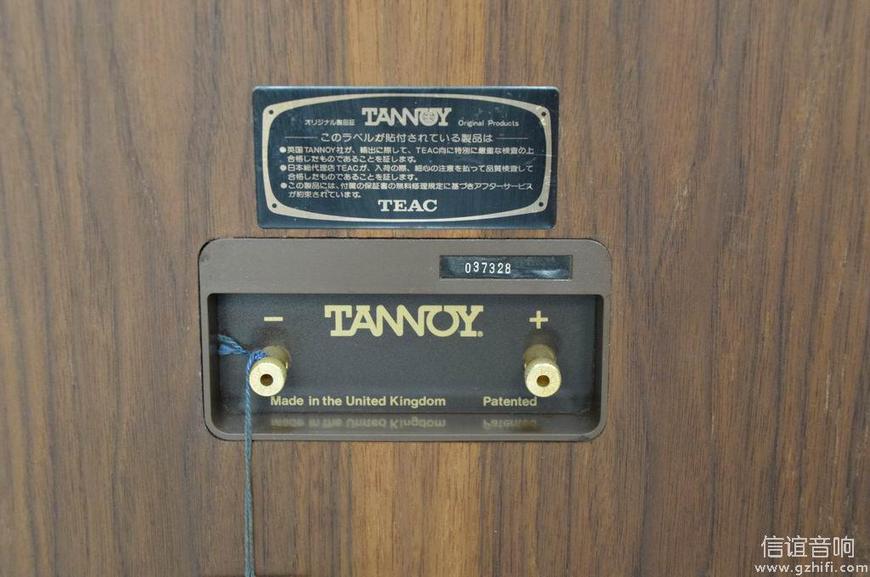 オリジナル製品証 TANNOY Original Products
このラベルが貼付されている製品は
●英国TANNOY社が、輸出に際して、TEAC向に特別に厳重な検査の上
合格したものであることを証します。
●日本総代理店TEACが、入荷の際、細心の注意を払って品質検査して
合格したものであることを証します。
●この製品には、付属の保証書の無料修理規定に基づきアフターサービス
が約束されています。
TEAC
037328
− TANNOY® +
Made in the United Kingdom Patented
信谊音响
www.gzhifi.com